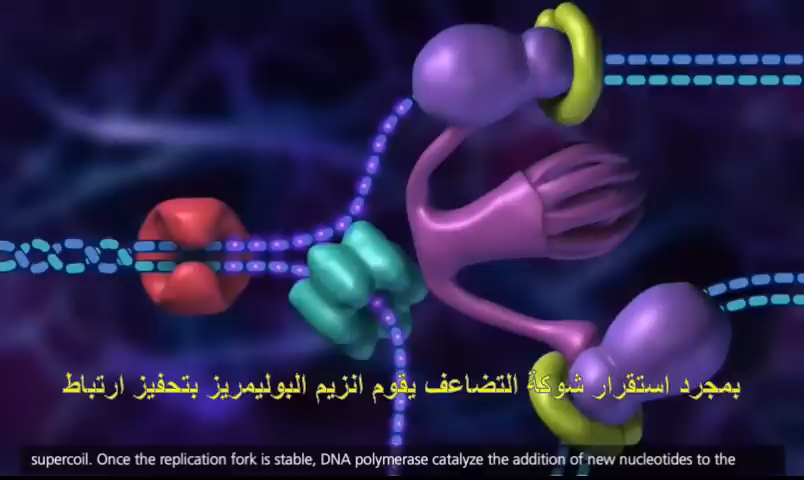 بمجرد استقرار شوكة التضاعف يقوم انزيم البوليمريز بتحفيز ارتباط
supercoil. Once the replication fork is stable, DNA polymerase catalyze the addition of new nucleotides to the